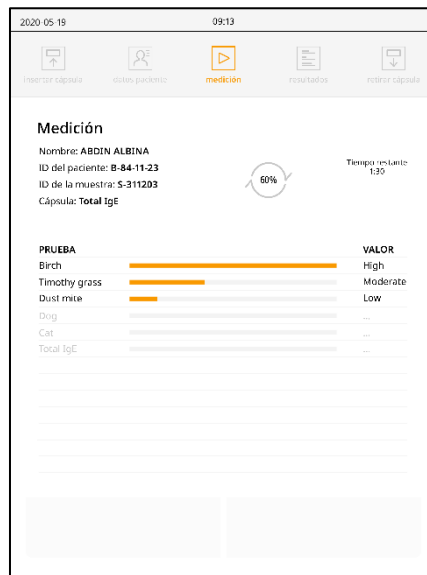 2020-05-19 09:13
insertar cápsula datos paciente medición resultados retirar cápsula
Medición
Nombre: ABDIN ALBINA
ID del paciente: B-84-11-23
ID de la muestra: S-311203
Cápsula: Total IgE
60%
Tiempo restante
1:30
PRUEBA VALOR
Birch High
Timothy grass Moderate
Dust mite Low
Dog ...
Cat ...
Total IgE ...